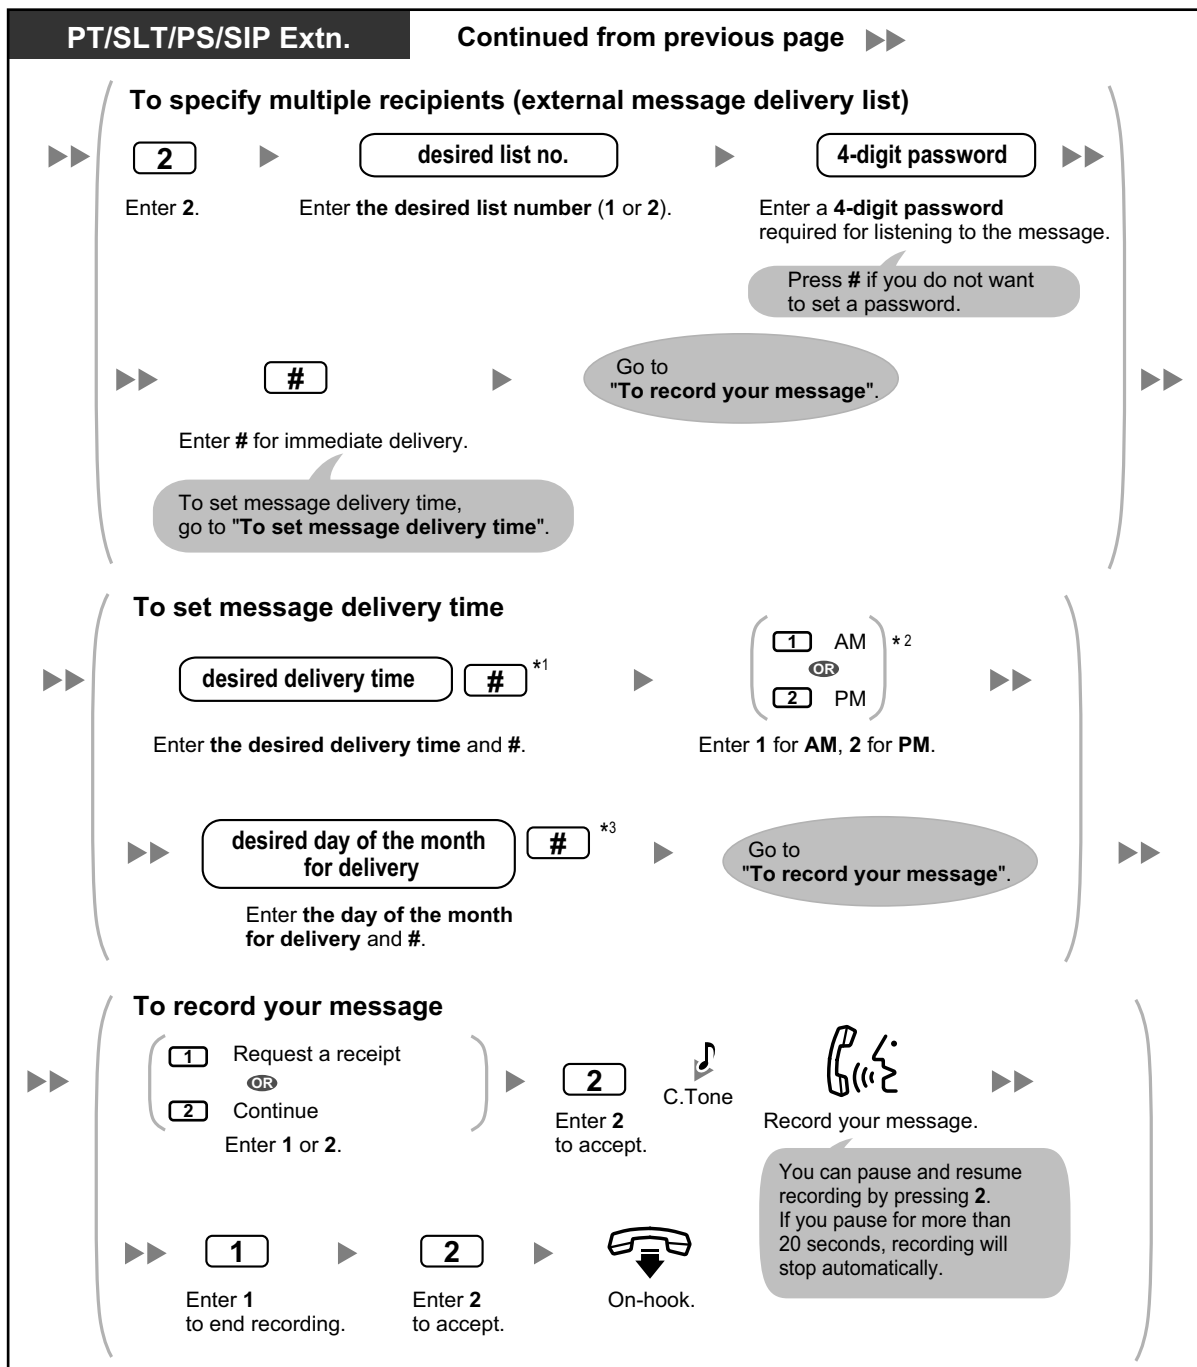 PT/SLT/PS/SIP Extn.
Continued from previous page
To specify multiple recipients (external message delivery list)
2
desired list no.
4-digit password
Enter 2.
Enter the desired list number (1 or 2).
Enter a 4-digit password
required for listening to the message.
Press # if you do not want
to set a password.
#
Go to
"To record your message".
Enter # for immediate delivery.
To set message delivery time,
go to "To set message delivery time".
To set message delivery time
desired delivery time
# *1
1 AM *2
OR
2 PM
Enter the desired delivery time and #.
Enter 1 for AM, 2 for PM.
desired day of the month
for delivery
# *3
Go to
"To record your message".
Enter the day of the month
for delivery and #.
To record your message
1 Request a receipt
OR
2 Continue
Enter 1 or 2.
2
Enter 2
to accept.
C.Tone
Record your message.
You can pause and resume
recording by pressing 2.
If you pause for more than
20 seconds, recording will
stop automatically.
1
2
Enter 1
to end recording.
Enter 2
to accept.
On-hook.